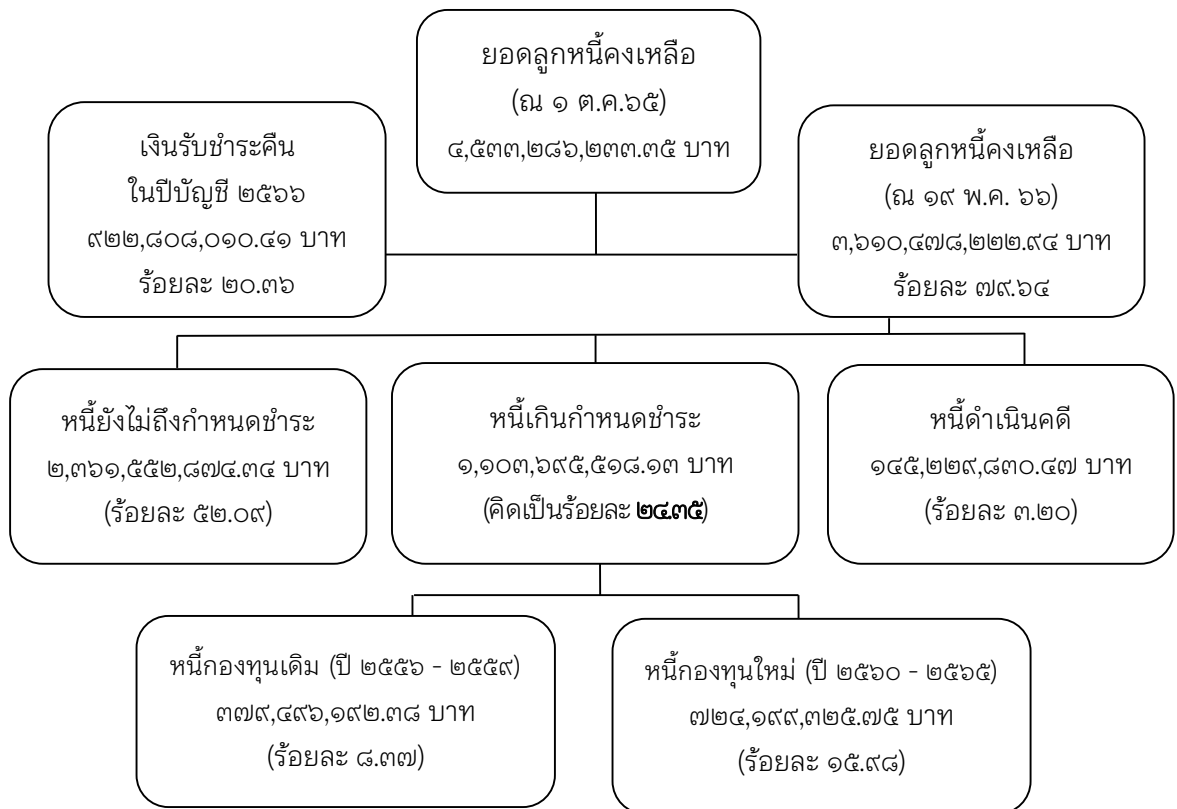 ยอดลูกหนี้คงเหลือ
(ณ ๑ ต.ค.๖๕)
๔,๕๓๓,๒๘๖,๒๓๓.๓๕ บาท
เงินรับชำระคืน
ในปีบัญชี ๒๕๖๖
๙๒๒,๘๐๘,๐๑๐.๔๑ บาท
ร้อยละ ๒๐.๓๖
ยอดลูกหนี้คงเหลือ
(ณ ๑๙ พ.ค. ๖๖)
๓,๖๑๐,๔๗๘,๒๒๒.๙๔ บาท
ร้อยละ ๗๙.๖๔
หนี้ยังไม่ถึงกำหนดชำระ
๒,๓๖๑,๕๕๒,๘๗๔.๓๔ บาท
(ร้อยละ ๕๒.๐๙)
หนี้เกินกำหนดชำระ
๑,๑๐๓,๖๙๕,๕๑๘.๑๓ บาท
(คิดเป็นร้อยละ ๒๔.๓๕)
หนี้ดำเนินคดี
๑๔๕,๒๒๙,๘๓๐.๔๗ บาท
(ร้อยละ ๓.๒๐)
หนี้กองทุนเดิม (ปี ๒๕๕๖ - ๒๕๕๙)
๓๗๙,๔๙๖,๑๙๒.๓๘ บาท
(ร้อยละ ๘.๓๗)
หนี้กองทุนใหม่ (ปี ๒๕๖๐ - ๒๕๖๕)
๗๒๔,๑๙๙,๓๒๕.๗๕ บาท
(ร้อยละ ๑๕.๙๘)